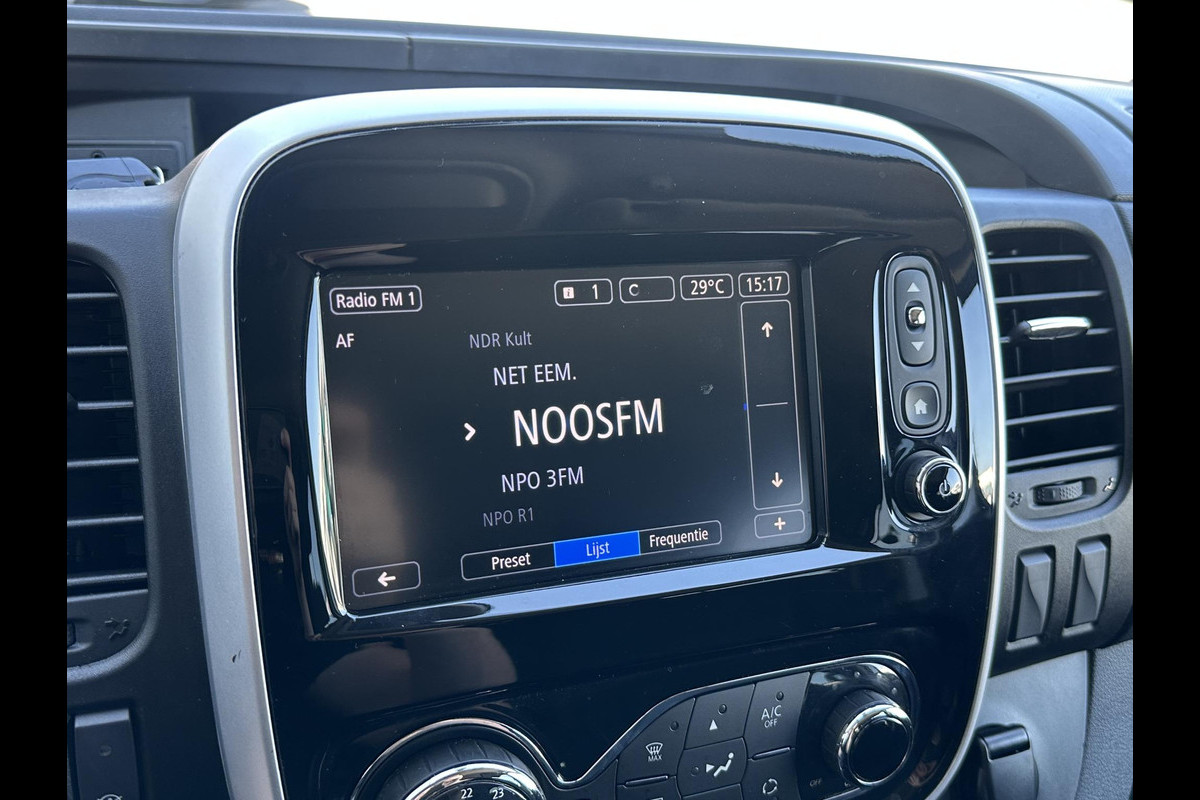 Radio FM 1
1
29°C
15:17
AF
NDR Kult
NET EEM.
NOOSFM
NPO 3FM
NPO R1
Preset
Lijst
Frequentie
A/C
OFF
MAX
OFF
22
23